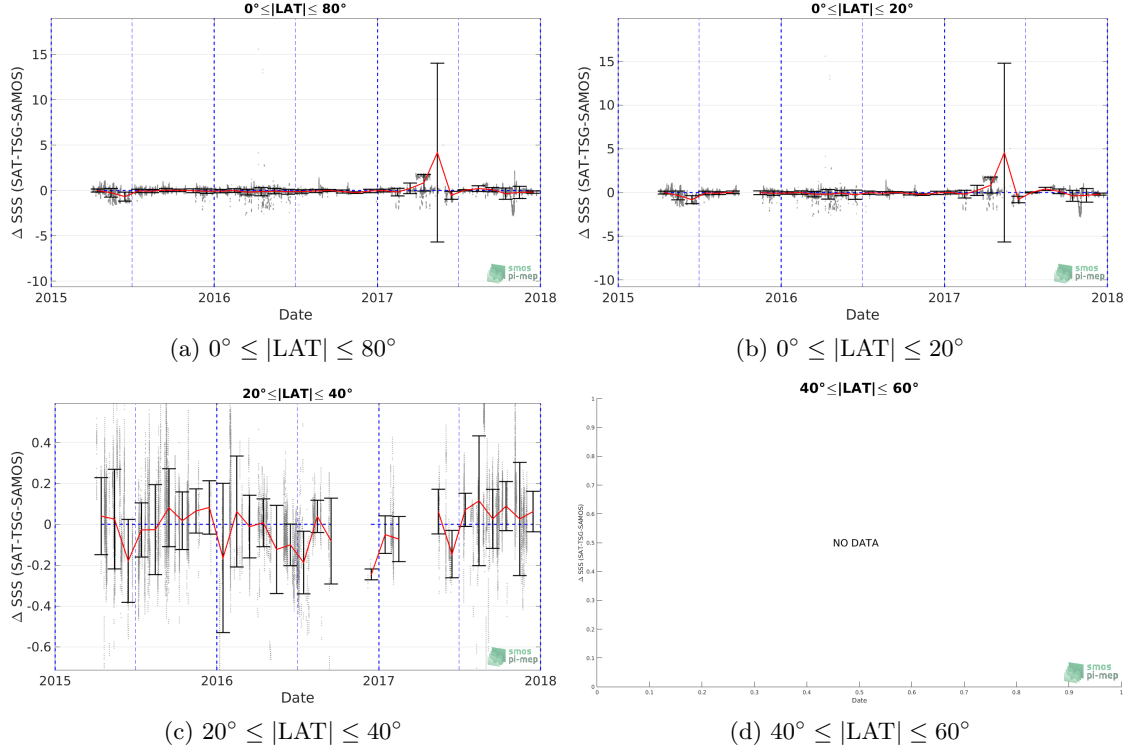 0°≤|LAT|≤ 80°
Δ SSS (SAT-TSG-SAMOS)
15
10
5
0
-5
-10
2015
2016
2017
2018
Date
smos
pi-mep
(a) 0° ≤ |LAT| ≤ 80°
0°≤|LAT|≤ 20°
Δ SSS (SAT-TSG-SAMOS)
15
10
5
0
-5
-10
2015
2016
2017
2018
Date
smos
pi-mep
(b) 0° ≤ |LAT| ≤ 20°
20°≤|LAT|≤ 40°
Δ SSS (SAT-TSG-SAMOS)
0.4
0.2
0
-0.2
-0.4
-0.6
2015
2016
2017
2018
Date
smos
pi-mep
(c) 20° ≤ |LAT| ≤ 40°
40°≤|LAT|≤ 60°
Δ SSS (SAT-TSG-SAMOS)
1
0.9
0.8
0.7
0.6
0.5
0.4
0.3
0.2
0.1
0
NO DATA
0 0.1 0.2 0.3 0.4 0.5 0.6 0.7 0.8 0.9 1
Date
smos
pi-mep
(d) 40° ≤ |LAT| ≤ 60°